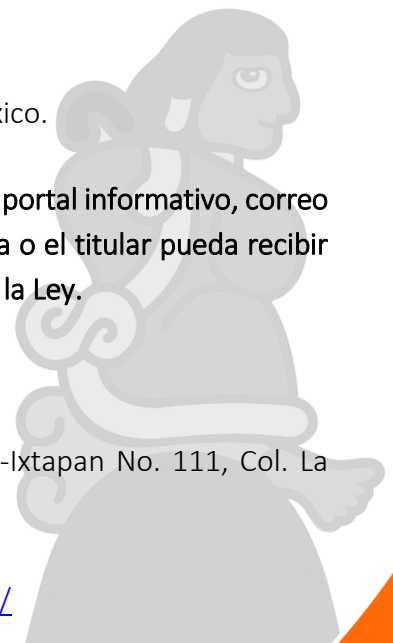 xico.
portal informativo, correo
a o el titular pueda recibir
la Ley.
-Ixtapan No. 111, Col. La
/